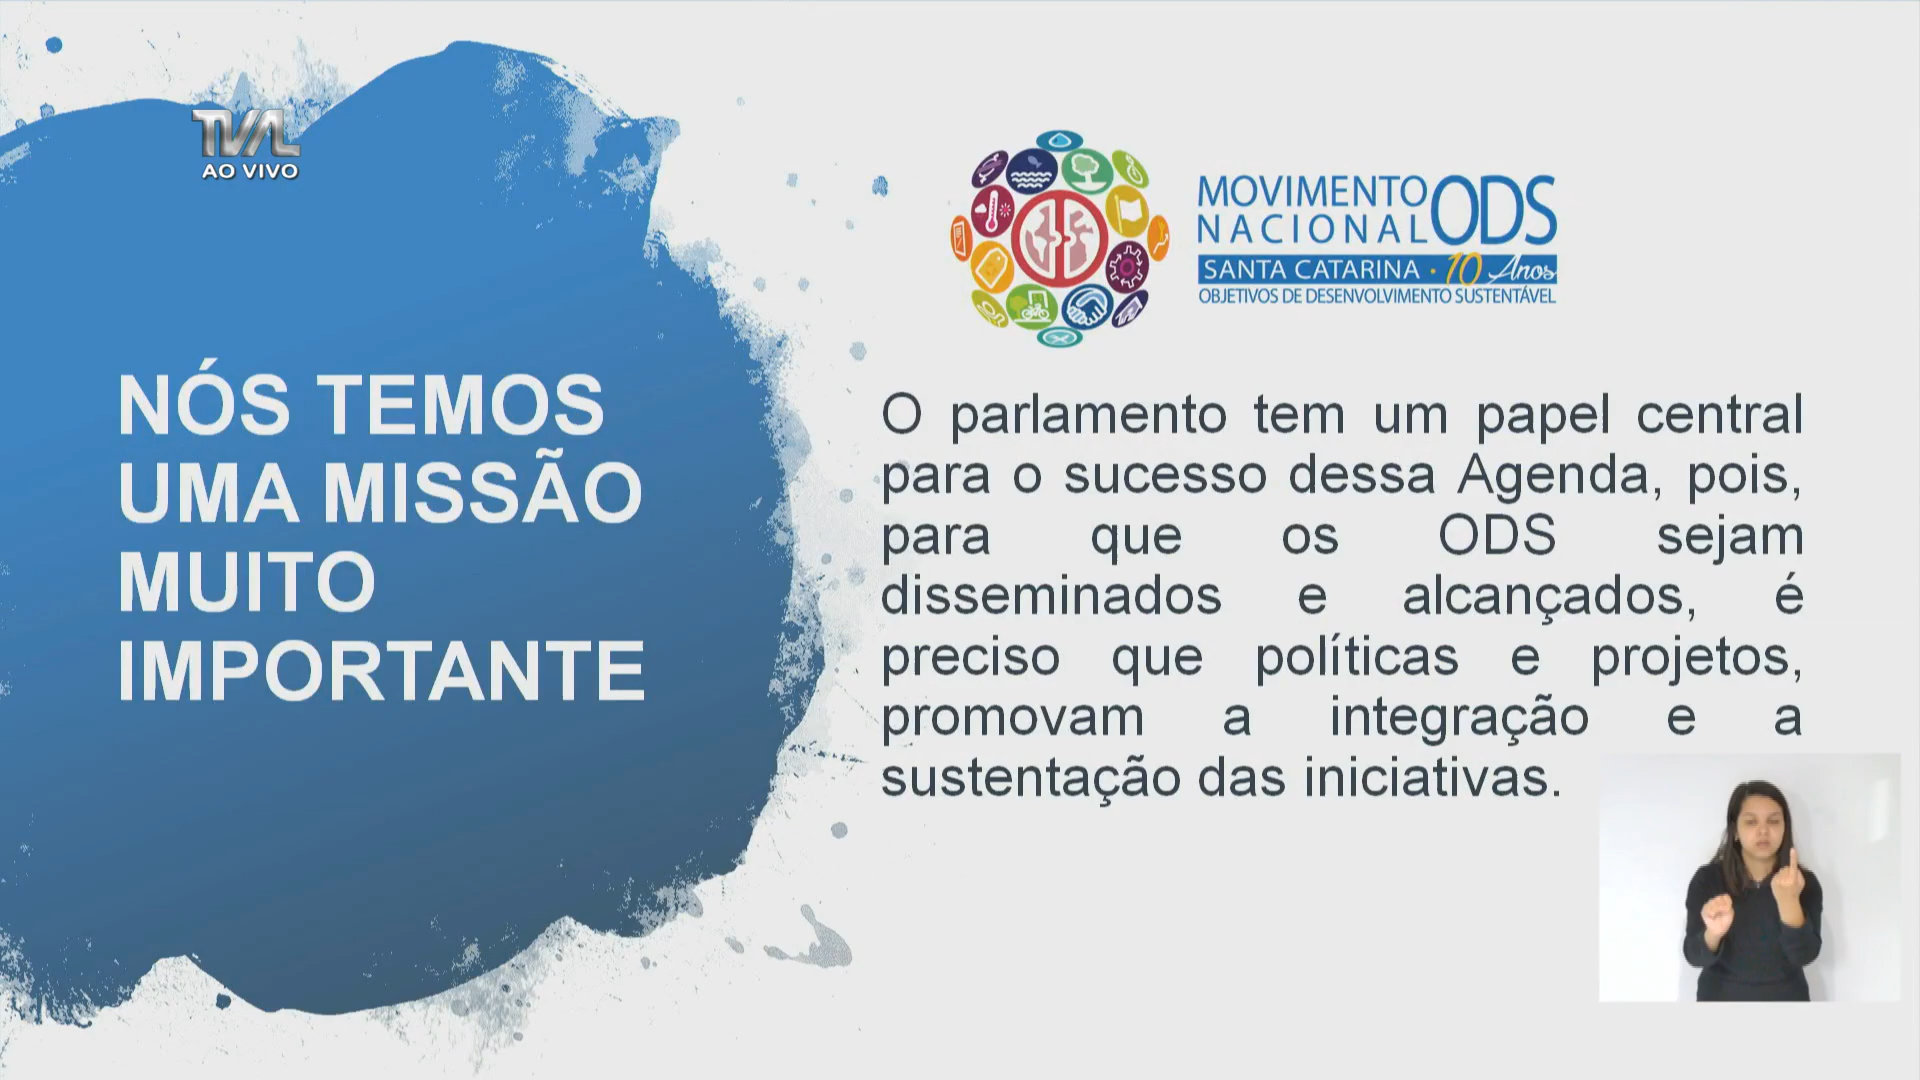 TVAL
AO VIVO
NÓS TEMOS
UMA MISSÃO
MUITO
IMPORTANTE
MOVIMENTO
NACIONAL ODS
SANTA CATARINA · 10 Anos
OBJETIVOS DE DESENVOLVIMENTO SUSTENTÁVEL
O parlamento tem um papel central
para o sucesso dessa Agenda, pois,
para que os ODS sejam
disseminados e alcançados, é
preciso que políticas e projetos,
promovam a integração e a
sustentação das iniciativas.